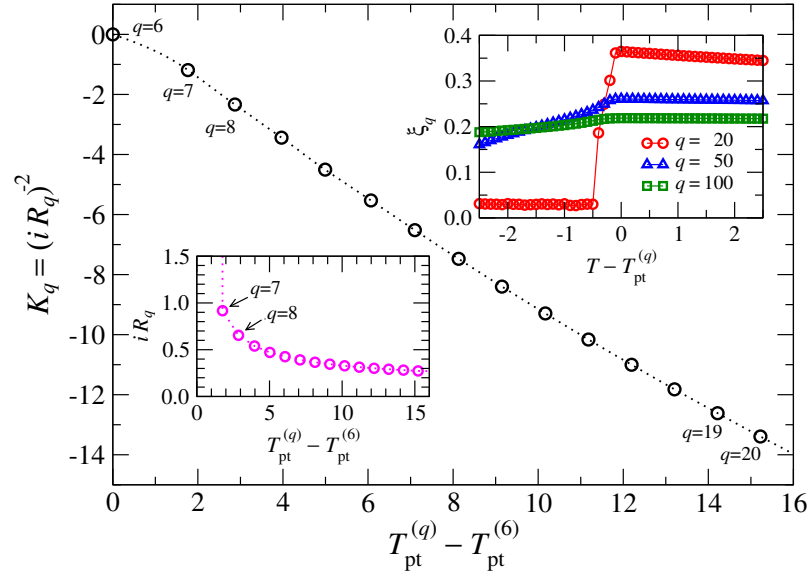 K_q = (i R_q)^-2
0
-2
-4
-6
-8
-10
-12
-14
q=6
q=7
q=8
q=19
q=20
0 2 4 6 8 10 12 14 16
T_pt^(q) − T_pt^(6)
ξ_q
0.4
0.3
0.2
0.1
0.0
q = 20
q = 50
q = 100
-2 -1 0 1 2
T − T_pt^(q)
i R_q
1.5
1.0
0.5
0.0
q=7
q=8
0 5 10 15
T_pt^(q) − T_pt^(6)